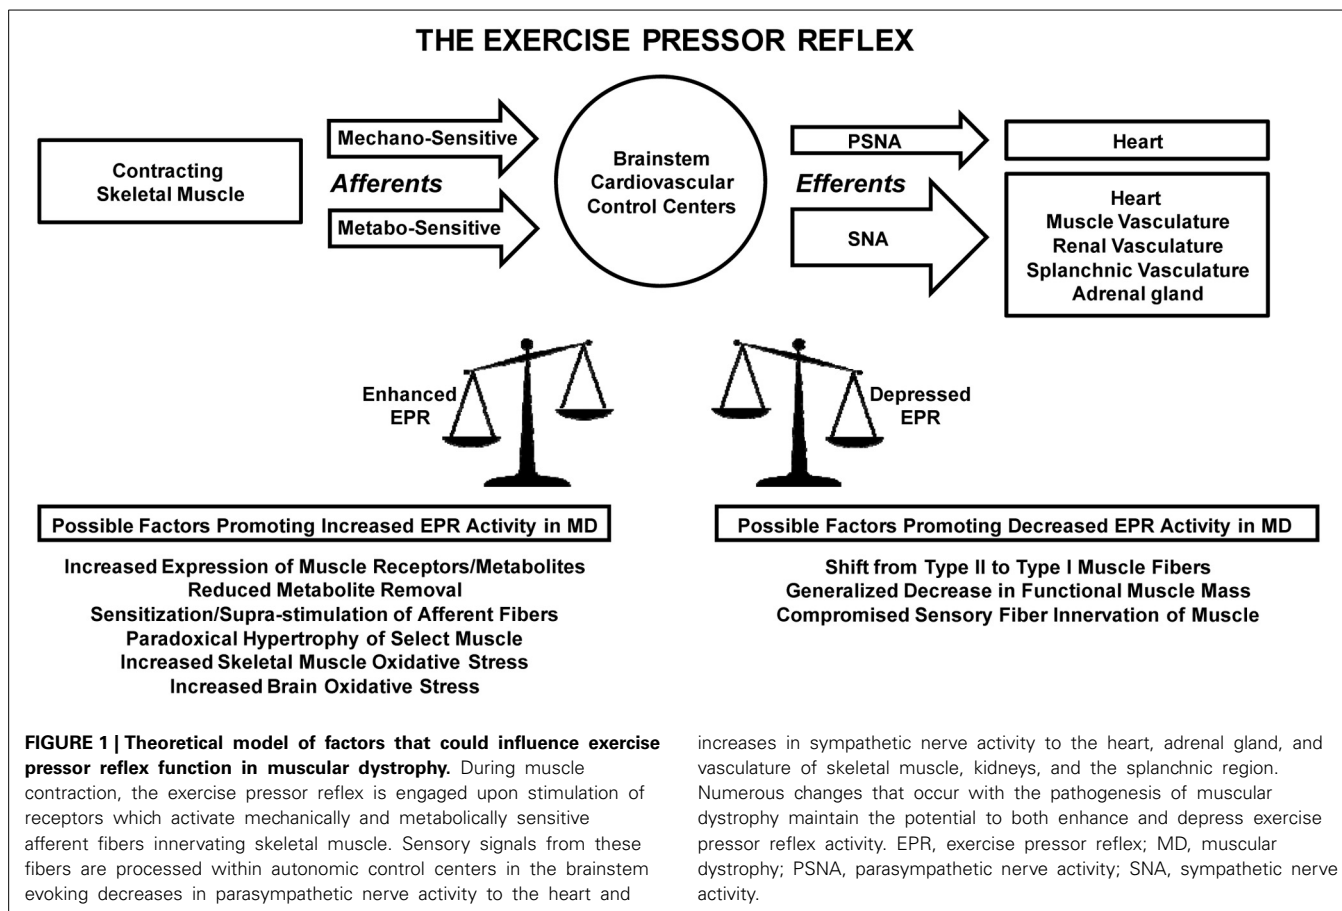 THE EXERCISE PRESSOR REFLEX
Contracting
Skeletal Muscle
Mechano-Sensitive
Afferents
Metabo-Sensitive
Brainstem
Cardiovascular
Control Centers
PSNA
Efferents
SNA
Heart
Heart
Muscle Vasculature
Renal Vasculature
Splanchnic Vasculature
Adrenal gland
Enhanced
EPR
Depressed
EPR
Possible Factors Promoting Increased EPR Activity in MD
Increased Expression of Muscle Receptors/Metabolites
Reduced Metabolite Removal
Sensitization/Supra-stimulation of Afferent Fibers
Paradoxical Hypertrophy of Select Muscle
Increased Skeletal Muscle Oxidative Stress
Increased Brain Oxidative Stress
Possible Factors Promoting Decreased EPR Activity in MD
Shift from Type II to Type I Muscle Fibers
Generalized Decrease in Functional Muscle Mass
Compromised Sensory Fiber Innervation of Muscle
FIGURE 1 | Theoretical model of factors that could influence exercise
pressor reflex function in muscular dystrophy. During muscle
contraction, the exercise pressor reflex is engaged upon stimulation of
receptors which activate mechanically and metabolically sensitive
afferent fibers innervating skeletal muscle. Sensory signals from these
fibers are processed within autonomic control centers in the brainstem
evoking decreases in parasympathetic nerve activity to the heart and
increases in sympathetic nerve activity to the heart, adrenal gland, and
vasculature of skeletal muscle, kidneys, and the splanchnic region.
Numerous changes that occur with the pathogenesis of muscular
dystrophy maintain the potential to both enhance and depress exercise
pressor reflex activity. EPR, exercise pressor reflex; MD, muscular
dystrophy; PSNA, parasympathetic nerve activity; SNA, sympathetic nerve
activity.